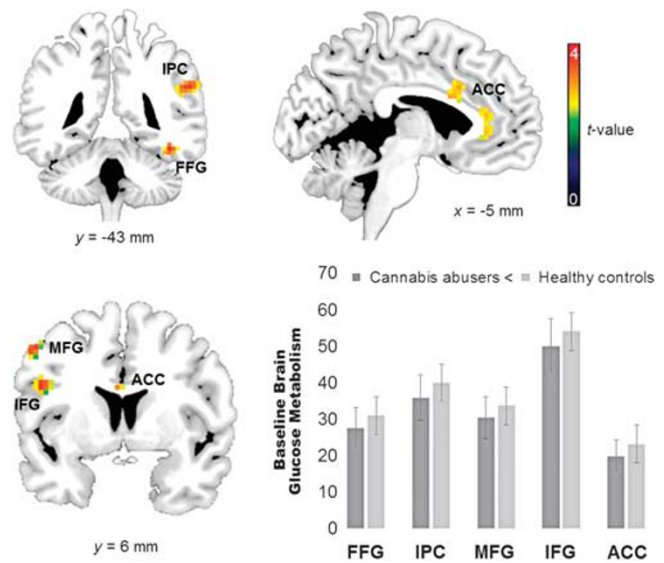 IPC
FFG
y = -43 mm
ACC
x = -5 mm
4
t-value
0
MFG
IFG
ACC
y = 6 mm
Cannabis abusers < Healthy controls
Baseline Brain
Glucose Metabolism
70
60
50
40
30
20
10
0
FFG IPC MFG IFG ACC